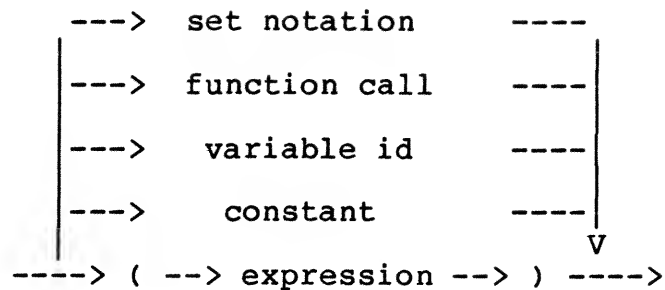 ---> set notation ----
---> function call ----
---> variable id ----
---> constant ----
V
----> ( --> expression --> ) ---->